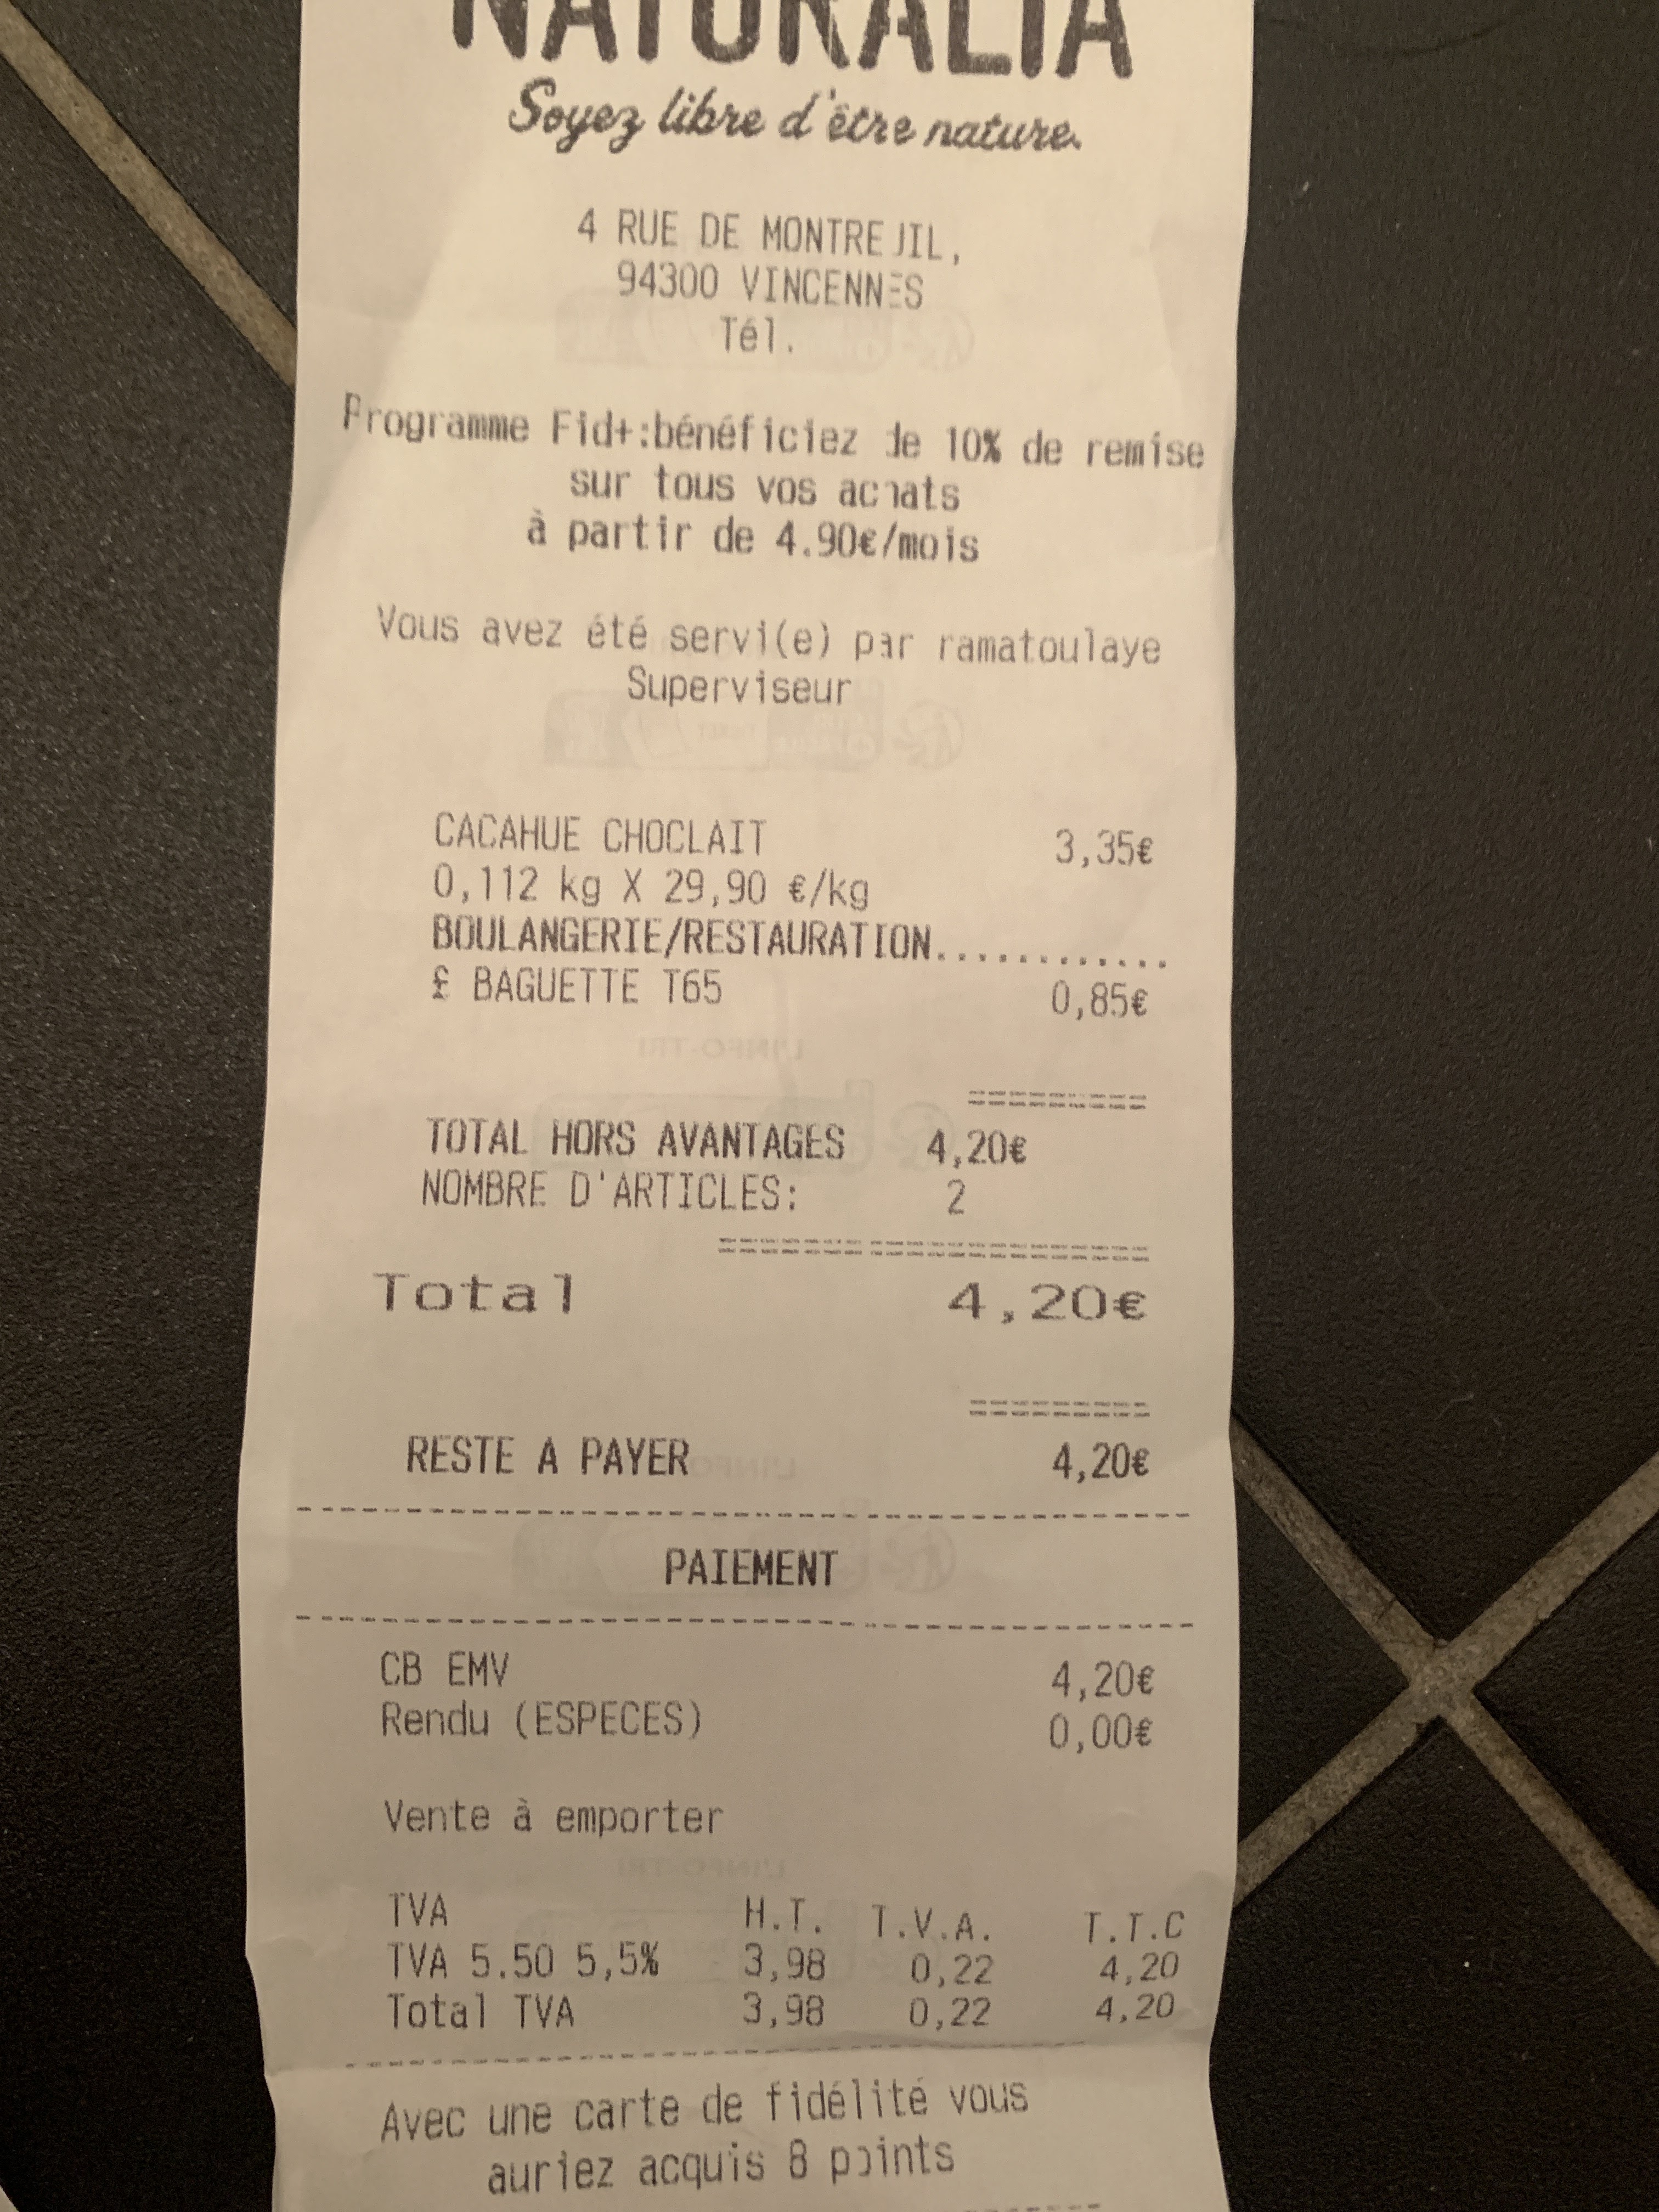 NATURALIA
Soyez libre d'être nature.
4 RUE DE MONTREUIL,
94300 VINCENNES
Tél.
Programme Fid+:bénéficiez de 10% de remise
sur tous vos achats
à partir de 4.90€/mois
Vous avez été servi(e) par ramatoulaye
Superviseur
CACAHUE CHOCLAIT 3,35€
0,112 kg X 29,90 €/kg
BOULANGERIE/RESTAURATION............
£ BAGUETTE T65 0,85€
TOTAL HORS AVANTAGES 4,20€
NOMBRE D'ARTICLES: 2
Total 4,20€
RESTE A PAYER 4,20€
PAIEMENT
CB EMV 4,20€
Rendu (ESPECES) 0,00€
Vente à emporter
TVA H.T. T.V.A. T.T.C
TVA 5.50 5,5% 3,98 0,22 4,20
Total TVA 3,98 0,22 4,20
Avec une carte de fidélité vous
auriez acquis 8 points